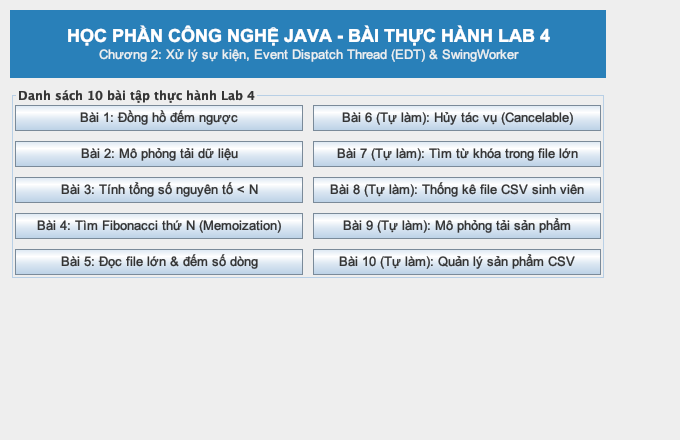 HỌC PHẦN CÔNG NGHỆ JAVA - BÀI THỰC HÀNH LAB 4
Chương 2: Xử lý sự kiện, Event Dispatch Thread (EDT) & SwingWorker
Danh sách 10 bài tập thực hành Lab 4
Bài 1: Đồng hồ đếm ngược
Bài 6 (Tự làm): Hủy tác vụ (Cancelable)
Bài 2: Mô phỏng tải dữ liệu
Bài 7 (Tự làm): Tìm từ khóa trong file lớn
Bài 3: Tính tổng số nguyên tố < N
Bài 8 (Tự làm): Thống kê file CSV sinh viên
Bài 4: Tìm Fibonacci thứ N (Memoization)
Bài 9 (Tự làm): Mô phỏng tải sản phẩm
Bài 5: Đọc file lớn & đếm số dòng
Bài 10 (Tự làm): Quản lý sản phẩm CSV